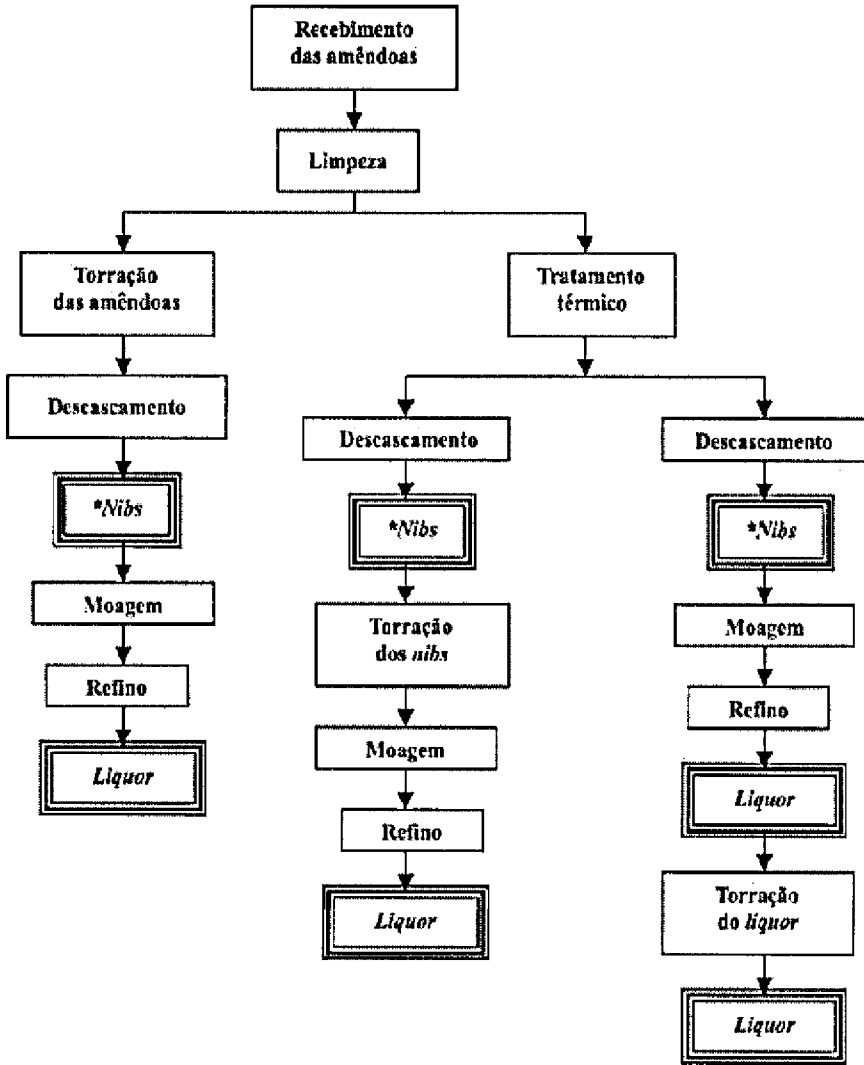 Recebimento
das amêndoas
Limpeza
Torração
das amêndoas
Descascamento
*Nibs
Moagem
Refino
Liquor
Tratamento
térmico
Descascamento
*Nibs
Torração
dos nibs
Moagem
Refino
Liquor
Descascamento
*Nibs
Moagem
Refino
Liquor
Torração
do liquor
Liquor